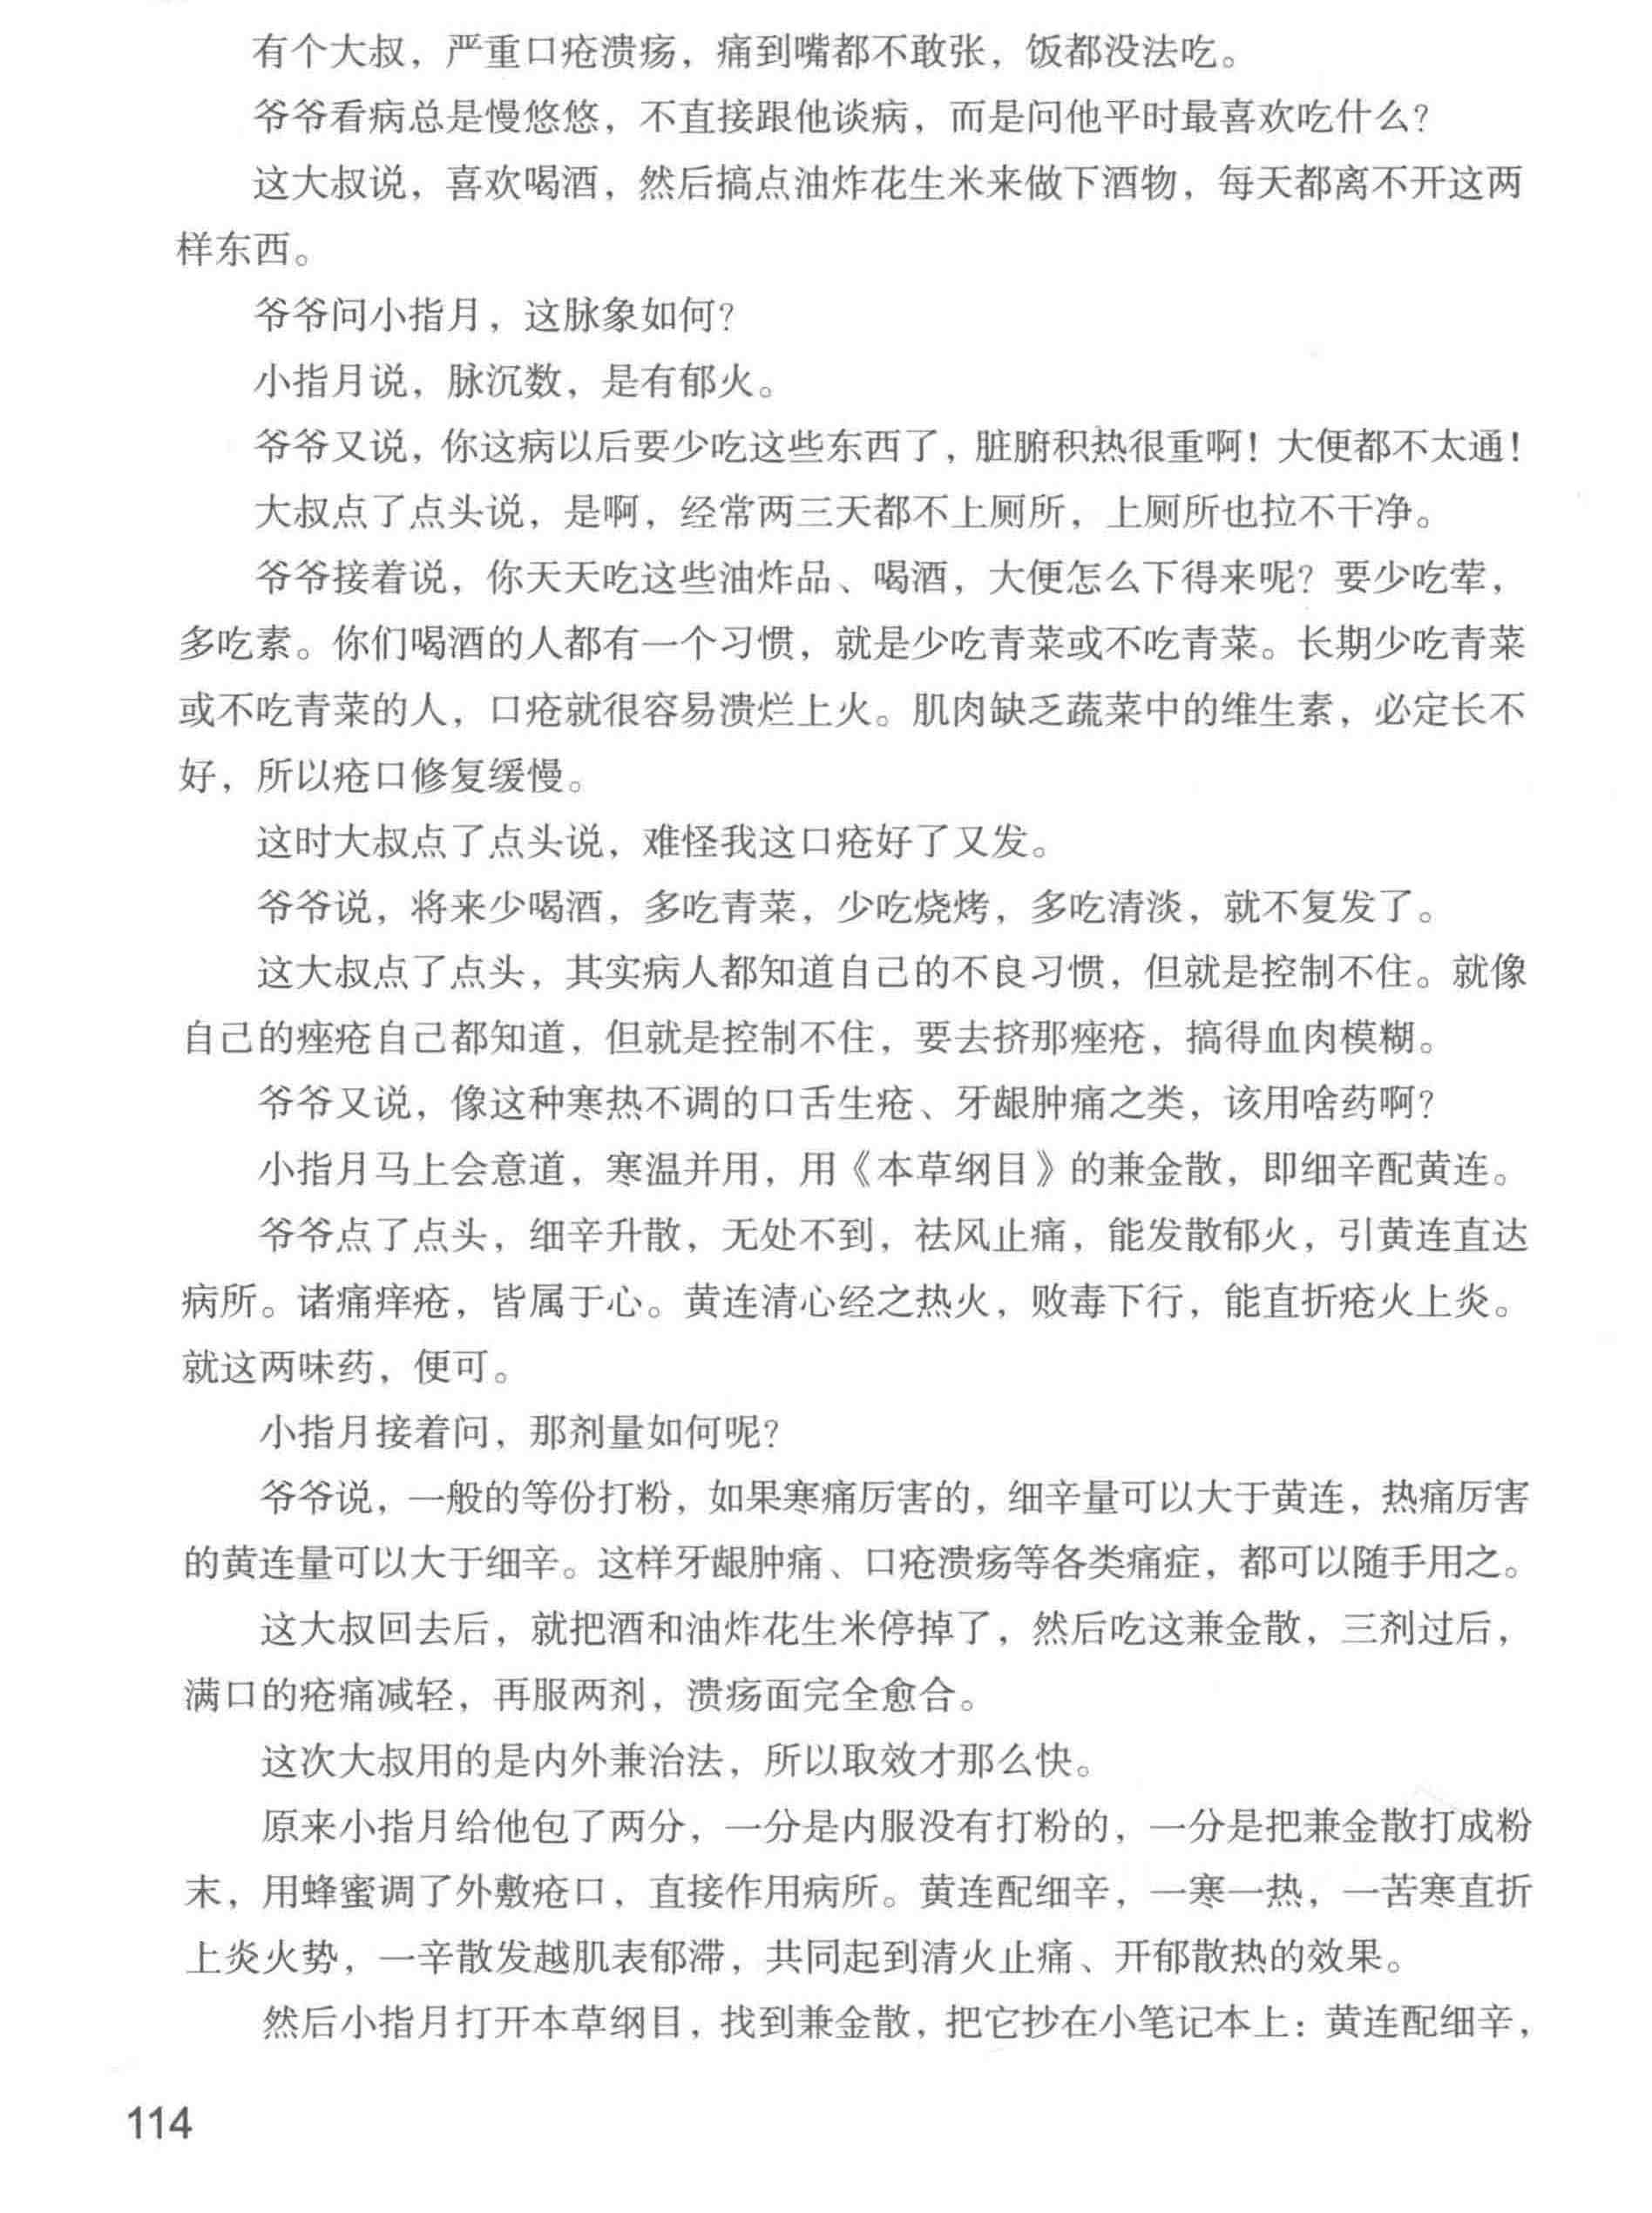 有个大叔，严重口疮溃疡，痛到嘴都不敢张，饭都没法吃。
爷爷看病总是慢悠悠，不直接跟他谈病，而是问他平时最喜欢吃什么？
这大叔说，喜欢喝酒，然后搞点油炸花生米来做下酒物，每天都离不开这两
样东西。
爷爷问小指月，这脉象如何？
小指月说，脉沉数，是有郁火。
爷爷又说，你这病以后要少吃这些东西了，脏腑积热很重啊！大便都不太通！
大叔点了点头说，是啊，经常两三天都不上厕所，上厕所也拉不干净。
爷爷接着说，你天天吃这些油炸品、喝酒，大便怎么下得来呢？要少吃荤，
多吃素。你们喝酒的人都有一个习惯，就是少吃青菜或不吃青菜。长期少吃青菜
或不吃青菜的人，口疮就很容易溃烂上火。肌肉缺乏蔬菜中的维生素，必定长不
好，所以疮口修复缓慢。
这时大叔点了点头说，难怪我这口疮好了又发。
爷爷说，将来少喝酒，多吃青菜，少吃烧烤，多吃清淡，就不复发了。
这大叔点了点头，其实病人都知道自己的不良习惯，但就是控制不住。就像
自己的痤疮自己都知道，但就是控制不住，要去挤那痤疮，搞得血肉模糊。
爷爷又说，像这种寒热不调的口舌生疮、牙龈肿痛之类，该用啥药啊？
小指月马上会意道，寒温并用，用《本草纲目》的兼金散，即细辛配黄连。
爷爷点了点头，细辛升散，无处不到，祛风止痛，能发散郁火，引黄连直达
病所。诸痛痒疮，皆属于心。黄连清心经之热火，败毒下行，能直折疮火上炎。
就这两味药，便可。
小指月接着问，那剂量如何呢？
爷爷说，一般的等份打粉，如果寒痛厉害的，细辛量可以大于黄连，热痛厉害
的黄连量可以大于细辛。这样牙龈肿痛、口疮溃疡等各类痛症，都可以随手用之。
这大叔回去后，就把酒和油炸花生米停掉了，然后吃这兼金散，三剂过后，
满口的疮痛减轻，再服两剂，溃疡面完全愈合。
这次大叔用的是内外兼治法，所以取效才那么快。
原来小指月给他包了两分，一分是内服没有打粉的，一分是把兼金散打成粉
末，用蜂蜜调了外敷疮口，直接作用病所。黄连配细辛，一寒一热，一苦寒直折
上炎火势，一辛散发越肌表郁滞，共同起到清火止痛、开郁散热的效果。
然后小指月打开本草纲目，找到兼金散，把它抄在小笔记本上：黄连配细辛，
114